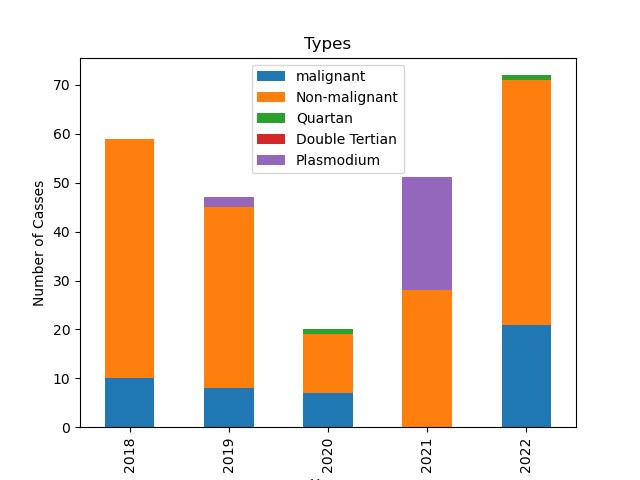 Types
malignant
Non-malignant
Quartan
Double Tertian
Plasmodium
Number of Casses
70
60
50
40
30
20
10
0
2018
2019
2020
2021
2022